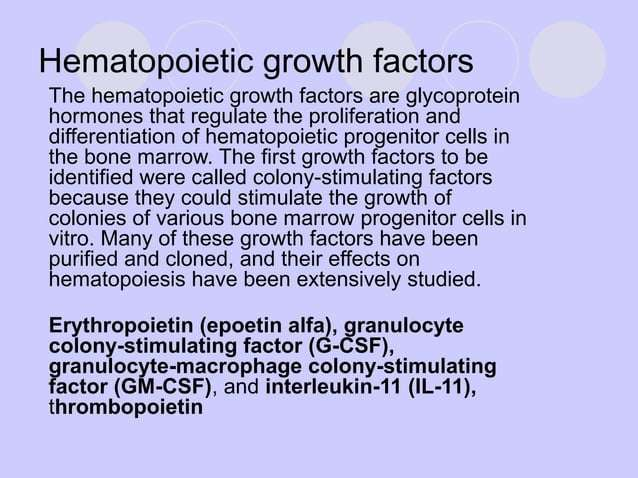 Hematopoietic growth factors
The hematopoietic growth factors are glycoprotein
hormones that regulate the proliferation and
differentiation of hematopoietic progenitor cells in
the bone marrow. The first growth factors to be
identified were called colony-stimulating factors
because they could stimulate the growth of
colonies of various bone marrow progenitor cells in
vitro. Many of these growth factors have been
purified and cloned, and their effects on
hematopoiesis have been extensively studied.
Erythropoietin (epoetin alfa), granulocyte
colony-stimulating factor (G-CSF),
granulocyte-macrophage colony-stimulating
factor (GM-CSF), and interleukin-11 (IL-11),
thrombopoietin